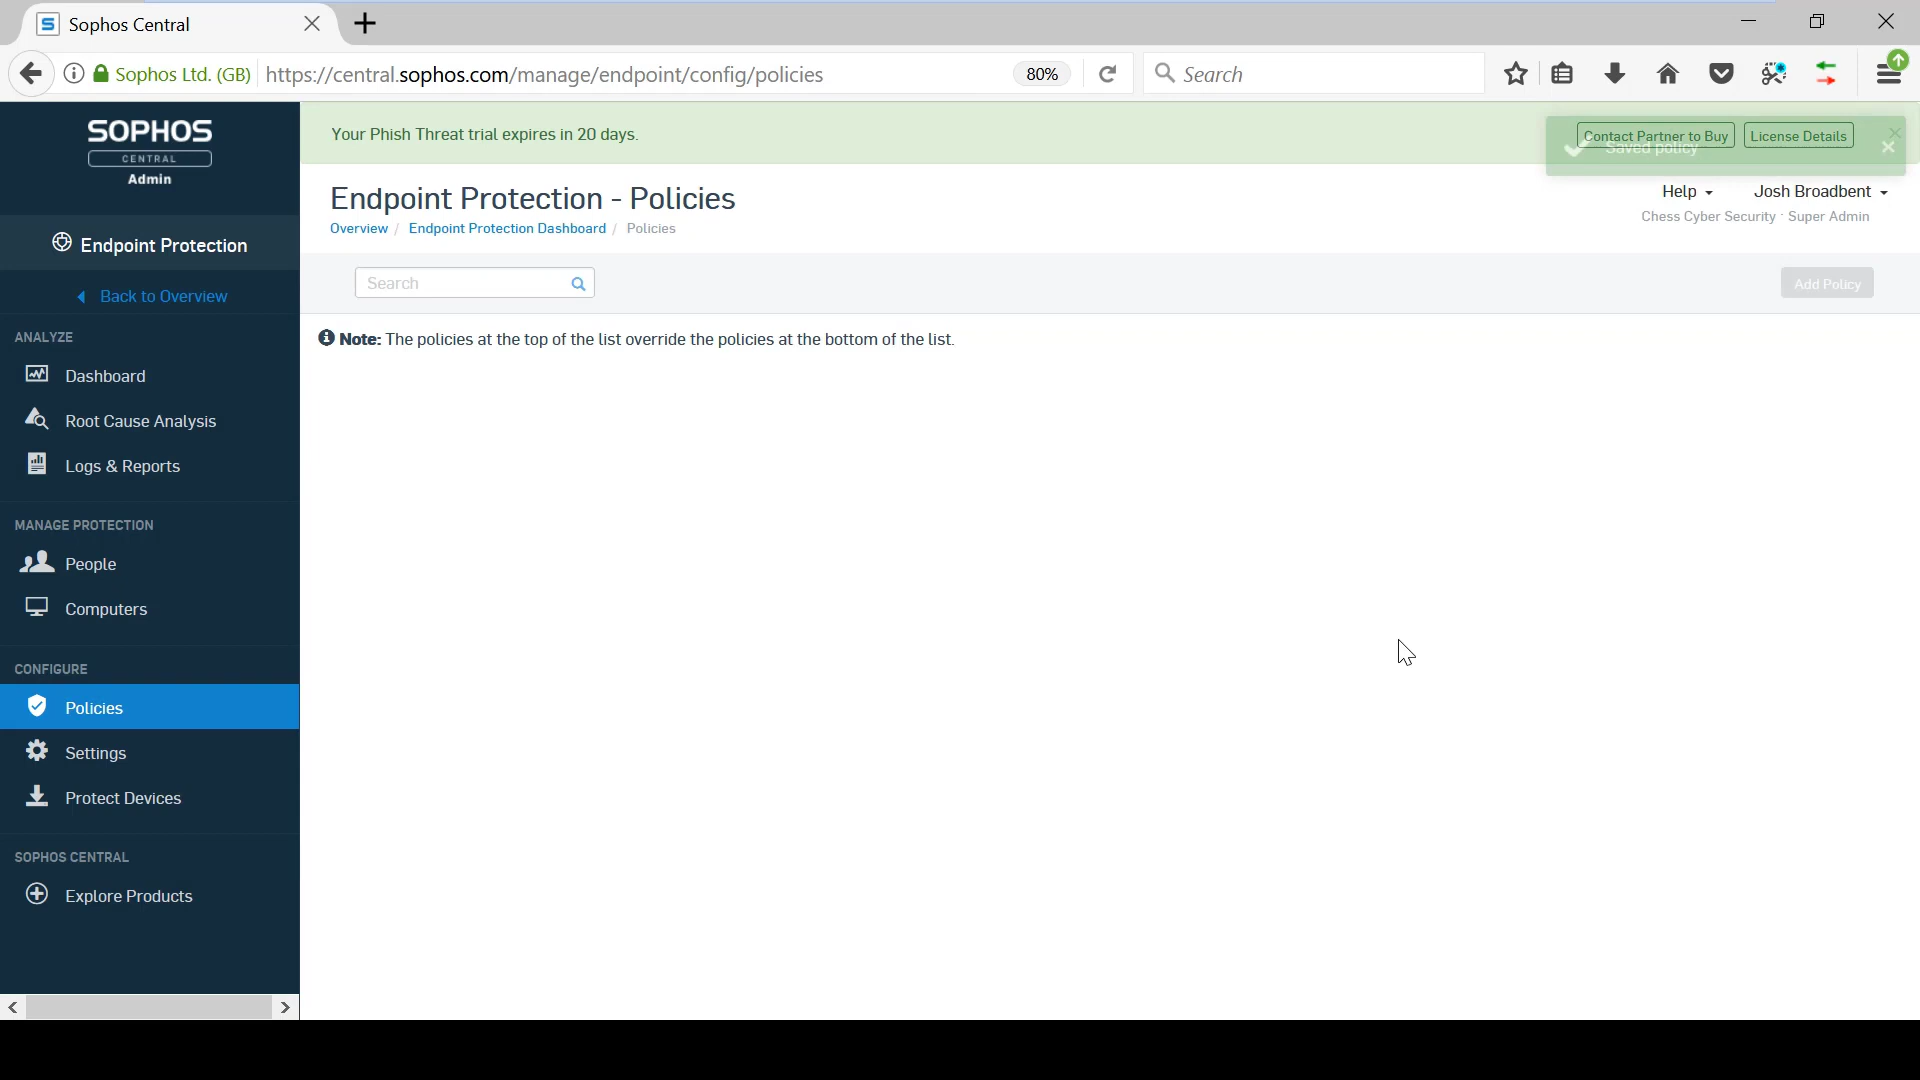 Sophos Central
Sophos Ltd. (GB) https://central.sophos.com/manage/endpoint/config/policies 80% Search
SOPHOS
CENTRAL
Admin
Your Phish Threat trial expires in 20 days.
Contact Partner to Buy License Details
Saved policy
Endpoint Protection - Policies
Help Josh Broadbent
Chess Cyber Security · Super Admin
Overview / Endpoint Protection Dashboard / Policies
Endpoint Protection
Back to Overview
Search
Add Policy
Note: The policies at the top of the list override the policies at the bottom of the list.
ANALYZE
Dashboard
Root Cause Analysis
Logs & Reports
MANAGE PROTECTION
People
Computers
CONFIGURE
Policies
Settings
Protect Devices
SOPHOS CENTRAL
Explore Products